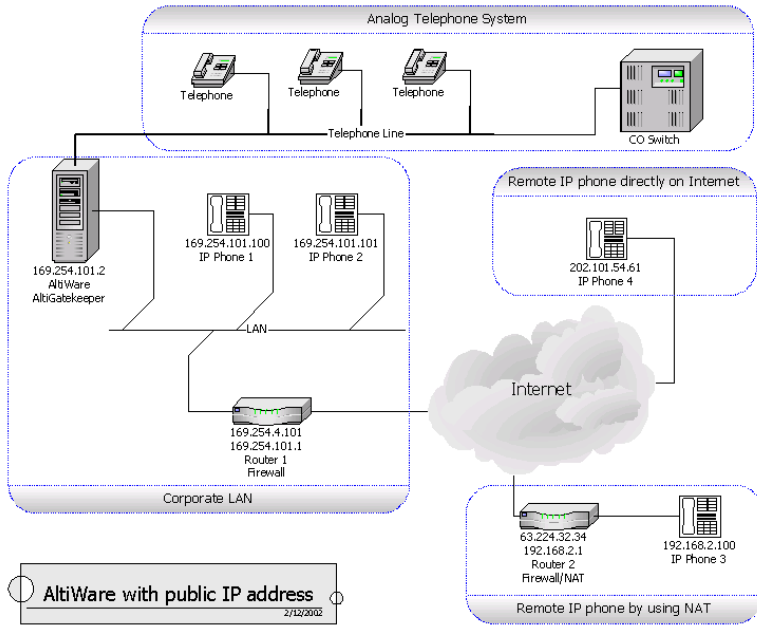 Analog Telephone System
Telephone
Telephone
Telephone
Telephone Line
CO Switch
169.254.101.2
AltiWare
AltiGatekeeper
169.254.101.100
IP Phone 1
169.254.101.101
IP Phone 2
LAN
169.254.4.101
169.254.101.1
Router 1
Firewall
Corporate LAN
Remote IP phone directly on Internet
202.101.54.61
IP Phone 4
Internet
63.224.32.34
192.168.2.1
Router 2
Firewall/NAT
192.168.2.100
IP Phone 3
Remote IP phone by using NAT
AltiWare with public IP address
2/12/2002